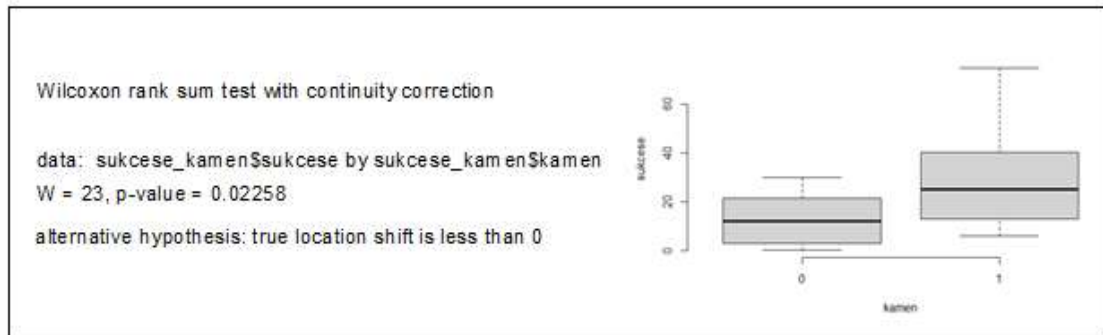 Wilcoxon rank sum test with continuity correction
data: sukcese_kamen$sukcese by sukcese_kamen$kamen
W = 23, p-value = 0.02258
alternative hypothesis: true location shift is less than 0
sukcese
60
40
20
0
0
1
kamen